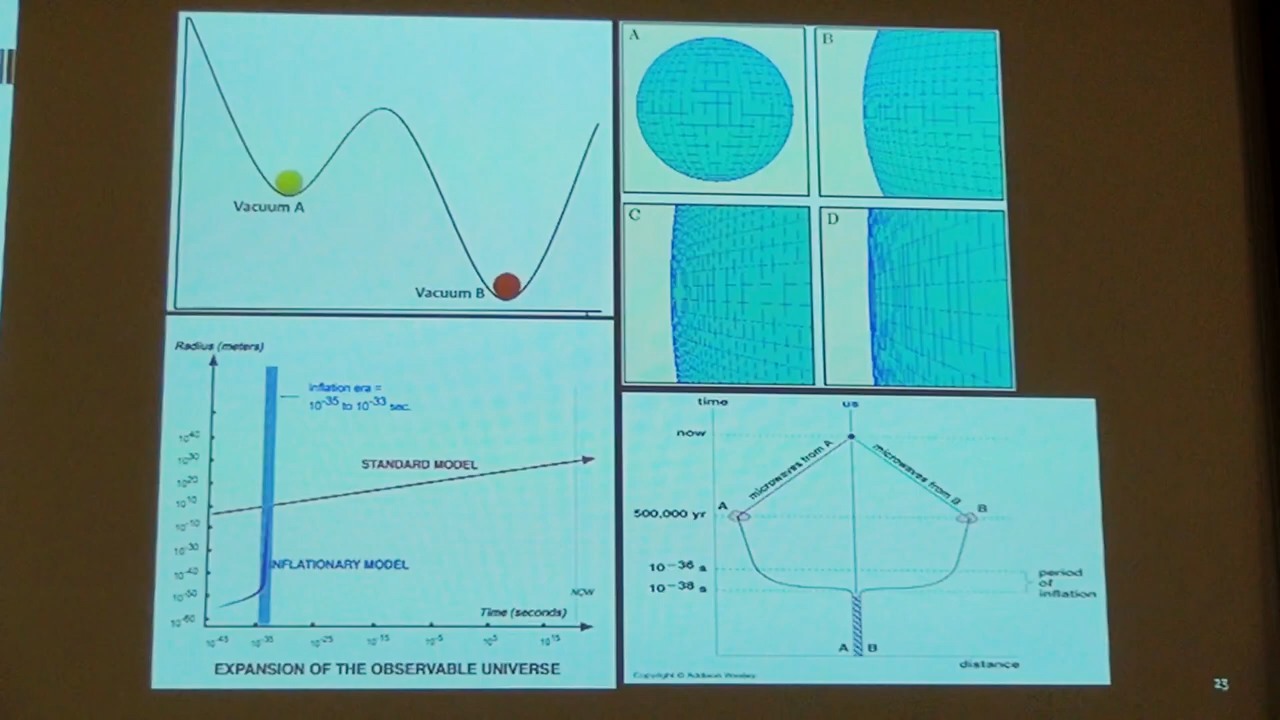 Vacuum A
Vacuum B
A
B
C
D
Radius (meters)
Inflation era =
10^-35 to 10^-33 sec.
10^40
10^30
10^20
10^10
10^-10
10^-30
10^-40
10^-50
10^-60
STANDARD MODEL
INFLATIONARY MODEL
NOW
Time (seconds)
10^-45
10^-35
10^-25
10^-15
10^-5
10^5
10^15
EXPANSION OF THE OBSERVABLE UNIVERSE
time
us
now
microwaves from A
microwaves from B
A
B
500,000 yr
10^-36 s
10^-38 s
period
of
inflation
A B
distance
Copyright © Addison Wesley
23